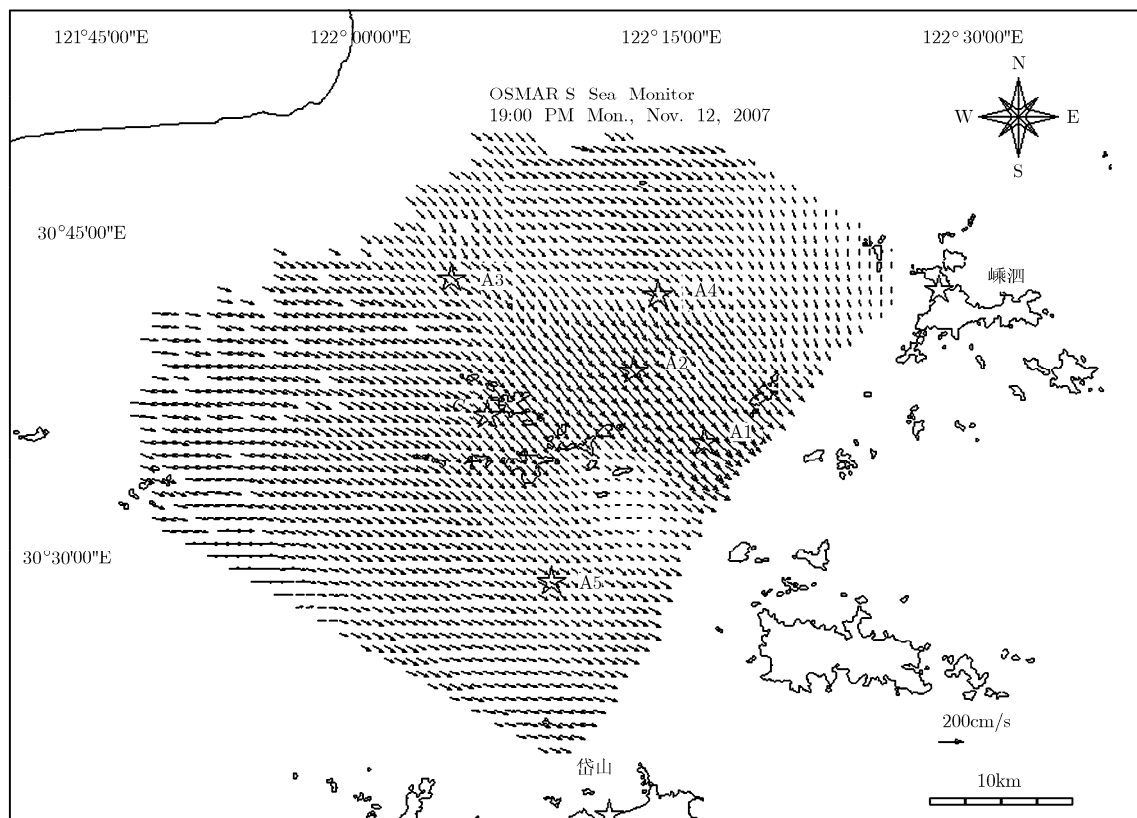 121°45'00"E 122°00'00"E 122°15'00"E 122°30'00"E
N
OSMAR S Sea Monitor
19:00 PM Mon., Nov. 12, 2007
W E
S
30°45'00"E
A3 A4 嵊泗
A2
C
A1
30°30'00"E
A5
200cm/s
岱山
10km